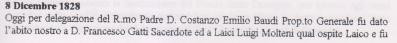 8 Dicembre 1828
Oggi per delegazione del R.mo Padre D. Costanzo Emilio Baudi Prop.to Generale fu dato
l'abito nostro a D. Francesco Gatti Sacerdote ed a Laici Luigi Molteni qual ospite Laico e fu